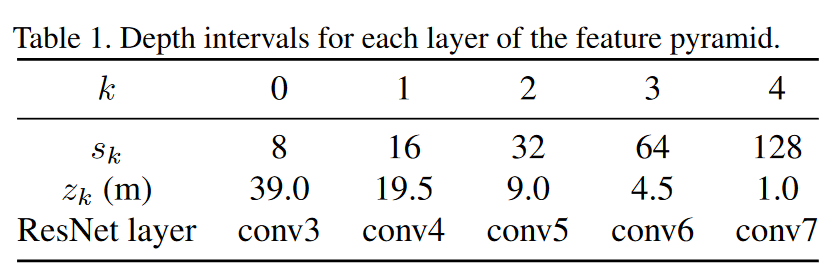 Table 1. Depth intervals for each layer of the feature pyramid.
k 0 1 2 3 4
s_k 8 16 32 64 128
z_k (m) 39.0 19.5 9.0 4.5 1.0
ResNet layer conv3 conv4 conv5 conv6 conv7